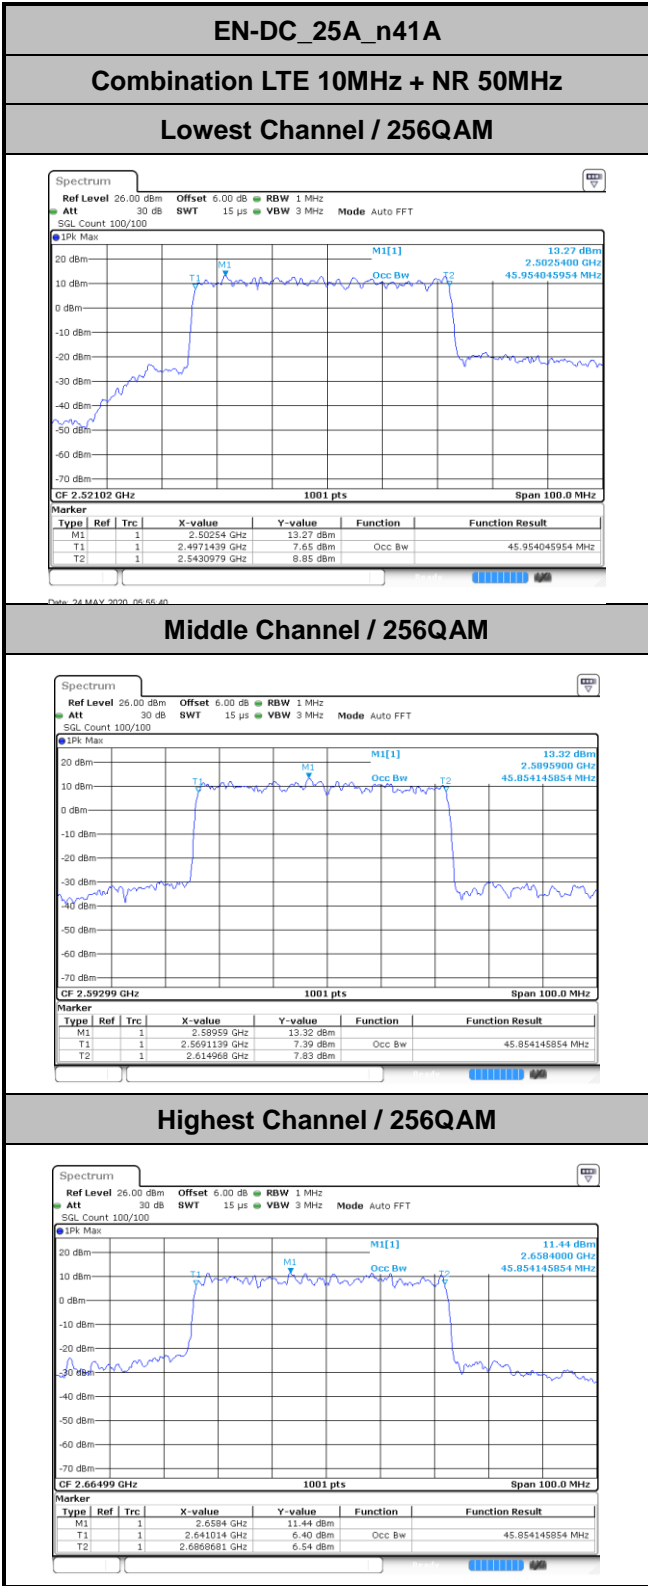 EN-DC_25A_n41A
Combination LTE 10MHz + NR 50MHz
Lowest Channel / 256QAM
Spectrum
Ref Level 26.00 dBm Offset 6.00 dB RBW 1 MHz
Att 30 dB SWT 15 µs VBW 3 MHz Mode Auto FFT
SGL Count 100/100
1Pk Max
M1[1] 13.27 dBm
2.5025400 GHz
Occ Bw 45.954045954 MHz
M1
T1
T2
20 dBm
10 dBm
0 dBm
-10 dBm
-20 dBm
-30 dBm
-40 dBm
-50 dBm
-60 dBm
-70 dBm
CF 2.52102 GHz 1001 pts Span 100.0 MHz
Marker
Type Ref Trc X-value Y-value Function Function Result
M1 1 2.50254 GHz 13.27 dBm
T1 1 2.4971439 GHz 7.65 dBm Occ Bw 45.954045954 MHz
T2 1 2.5430979 GHz 8.85 dBm
Date: 24 MAY 2020 05:55:40
Middle Channel / 256QAM
Spectrum
Ref Level 26.00 dBm Offset 6.00 dB RBW 1 MHz
Att 30 dB SWT 15 µs VBW 3 MHz Mode Auto FFT
SGL Count 100/100
1Pk Max
M1[1] 13.32 dBm
2.5895900 GHz
Occ Bw 45.854145854 MHz
M1
T1
T2
20 dBm
10 dBm
0 dBm
-10 dBm
-20 dBm
-30 dBm
-40 dBm
-50 dBm
-60 dBm
-70 dBm
CF 2.59299 GHz 1001 pts Span 100.0 MHz
Marker
Type Ref Trc X-value Y-value Function Function Result
M1 1 2.58959 GHz 13.32 dBm
T1 1 2.5691139 GHz 7.39 dBm Occ Bw 45.854145854 MHz
T2 1 2.614968 GHz 7.83 dBm
Highest Channel / 256QAM
Spectrum
Ref Level 26.00 dBm Offset 6.00 dB RBW 1 MHz
Att 30 dB SWT 15 µs VBW 3 MHz Mode Auto FFT
SGL Count 100/100
1Pk Max
M1[1] 11.44 dBm
2.6584000 GHz
Occ Bw 45.854145854 MHz
M1
T1
T2
20 dBm
10 dBm
0 dBm
-10 dBm
-20 dBm
-30 dBm
-40 dBm
-50 dBm
-60 dBm
-70 dBm
CF 2.66499 GHz 1001 pts Span 100.0 MHz
Marker
Type Ref Trc X-value Y-value Function Function Result
M1 1 2.6584 GHz 11.44 dBm
T1 1 2.641014 GHz 6.40 dBm Occ Bw 45.854145854 MHz
T2 1 2.6868681 GHz 6.54 dBm